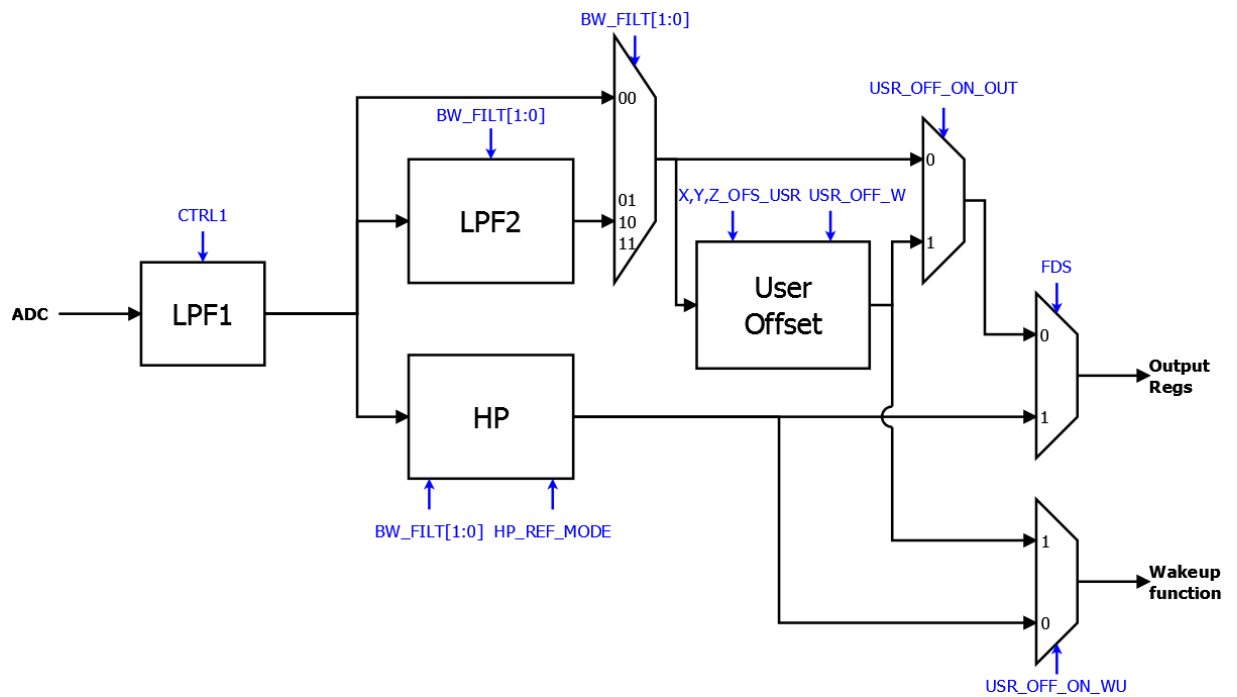 BW_FILT[1:0]
USR_OFF_ON_OUT
00
BW_FILT[1:0]
0
X,Y,Z_OFS_USR USR_OFF_W
01
CTRL1
LPF2
10
11
1
FDS
User
Offset
ADC
LPF1
0
Output
Regs
HP
1
BW_FILT[1:0] HP_REF_MODE
1
Wakeup
function
0
USR_OFF_ON_WU